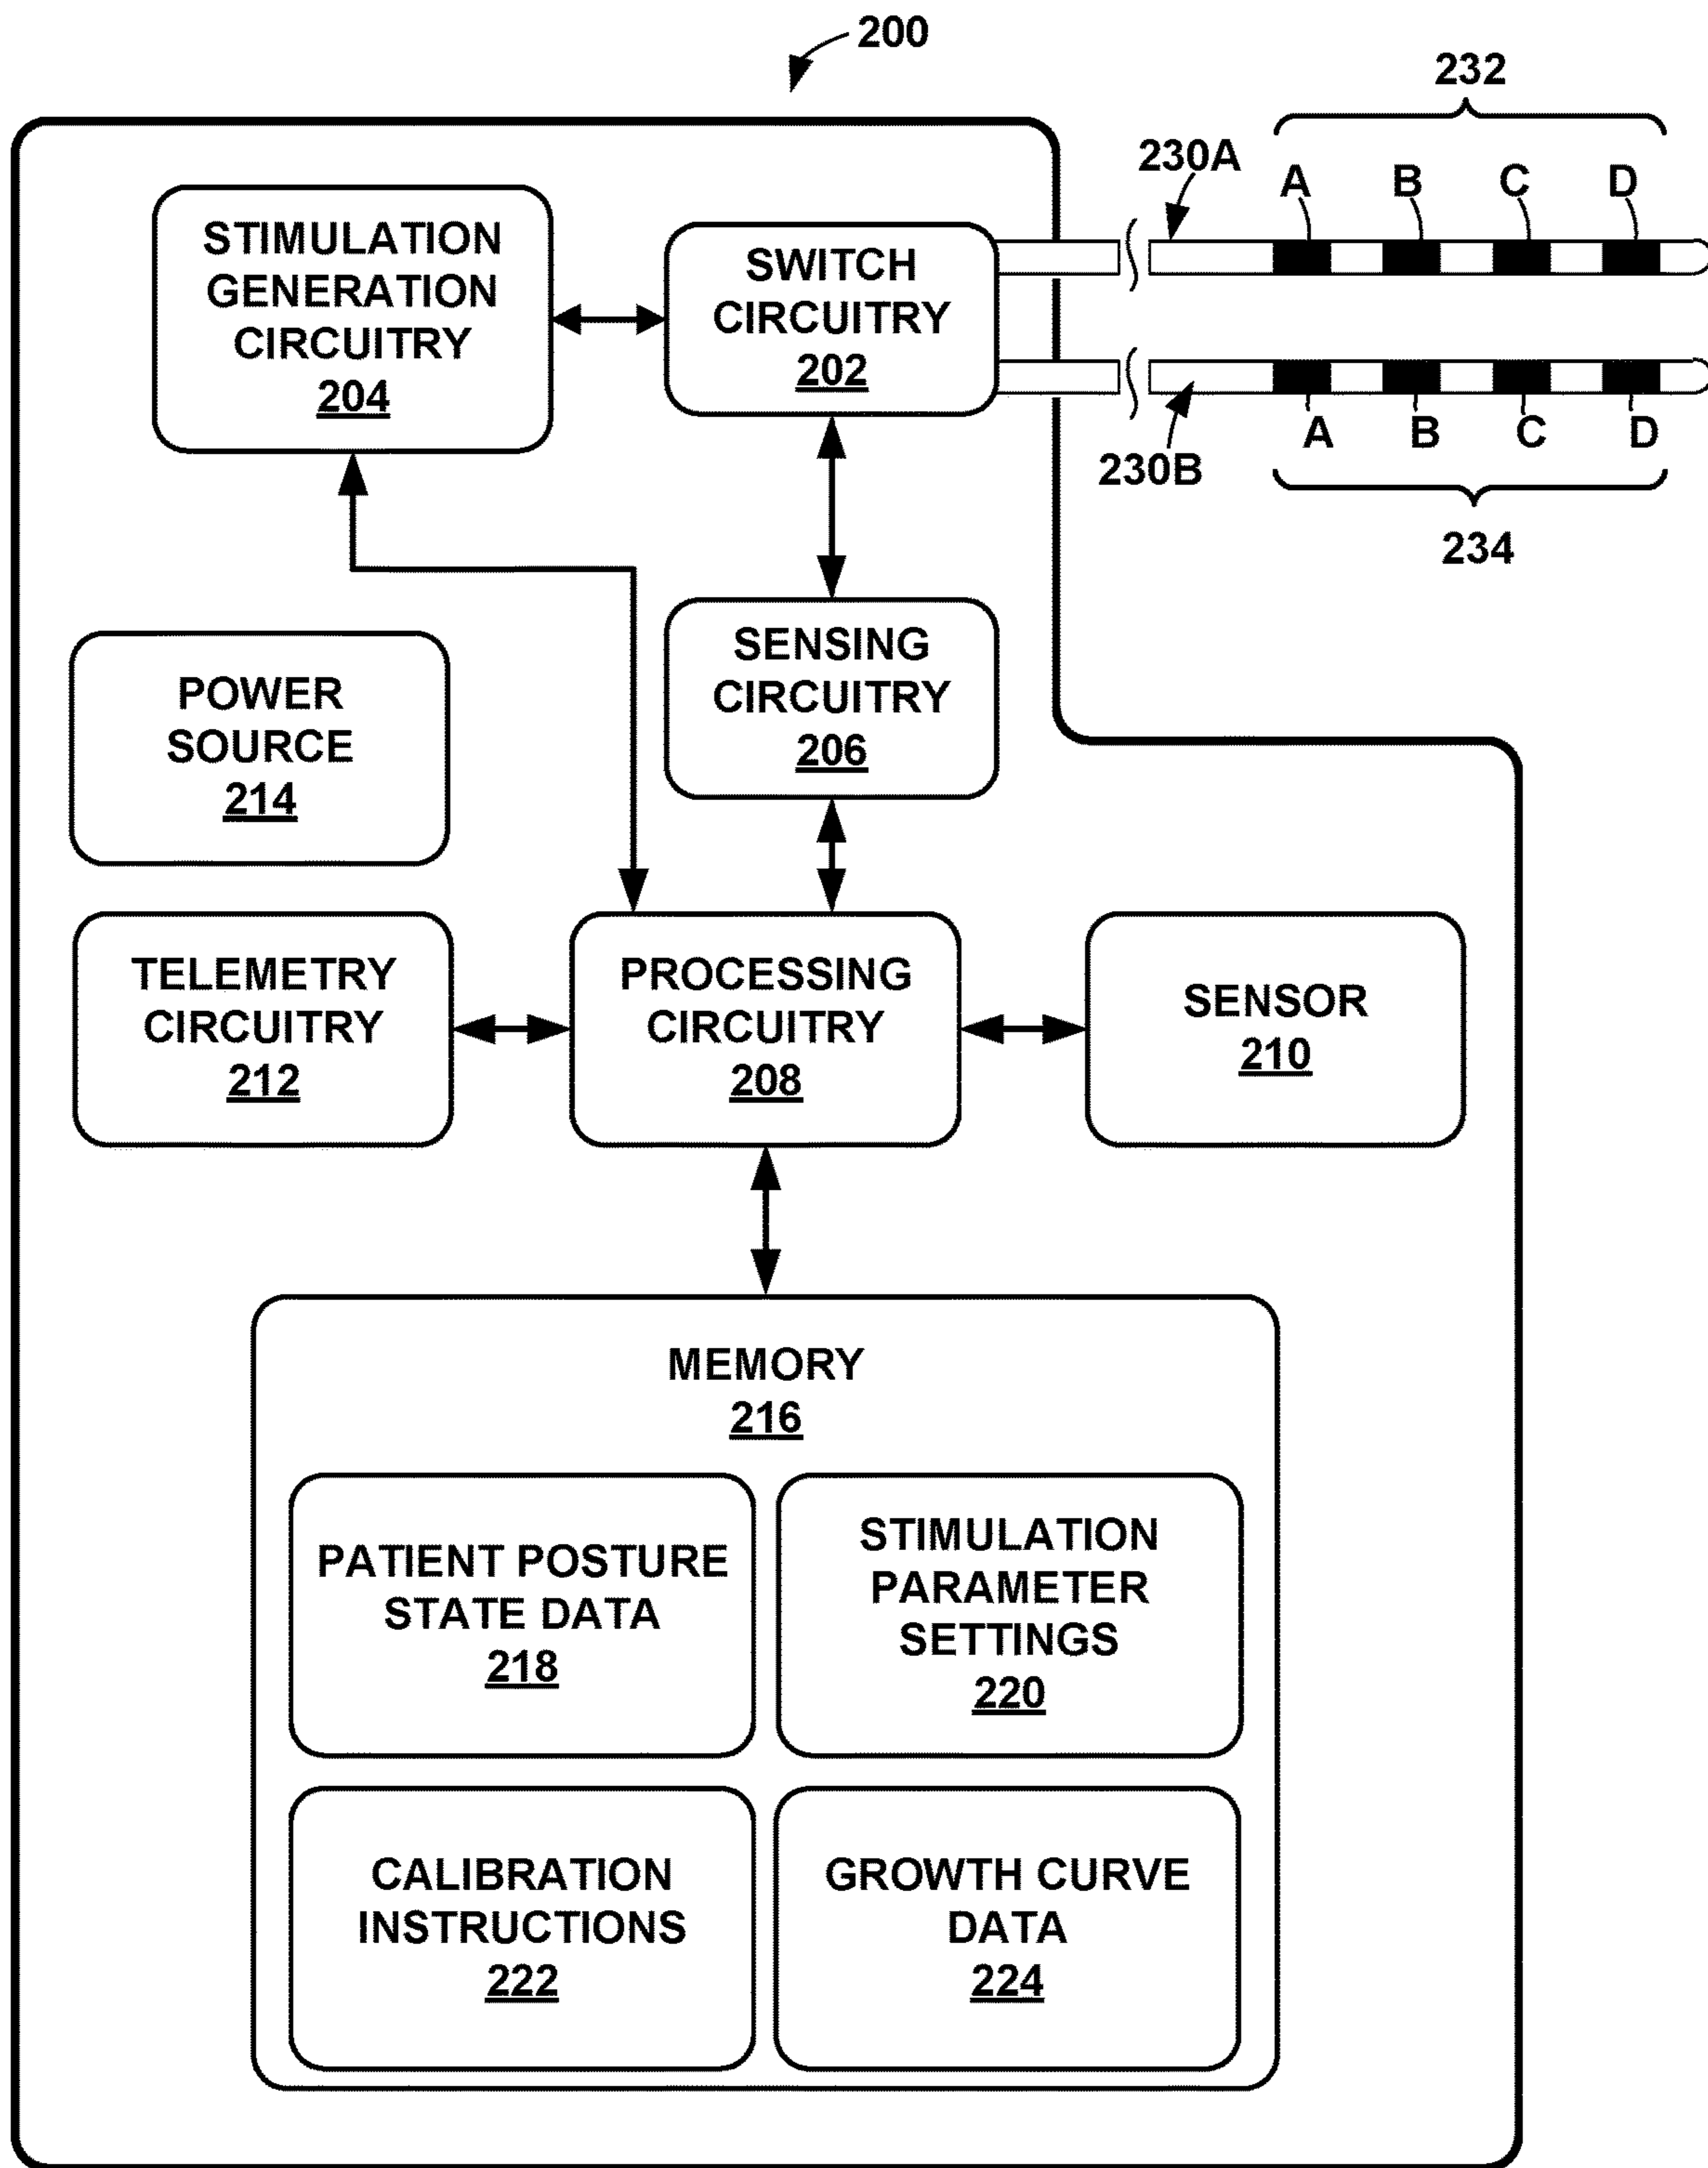 200
232
230A
A B C D
STIMULATION
GENERATION
CIRCUITRY
204
SWITCH
CIRCUITRY
202
A B C D
230B
234
SENSING
CIRCUITRY
206
POWER
SOURCE
214
TELEMETRY
CIRCUITRY
212
PROCESSING
CIRCUITRY
208
SENSOR
210
MEMORY
216
PATIENT POSTURE
STATE DATA
218
STIMULATION
PARAMETER
SETTINGS
220
CALIBRATION
INSTRUCTIONS
222
GROWTH CURVE
DATA
224